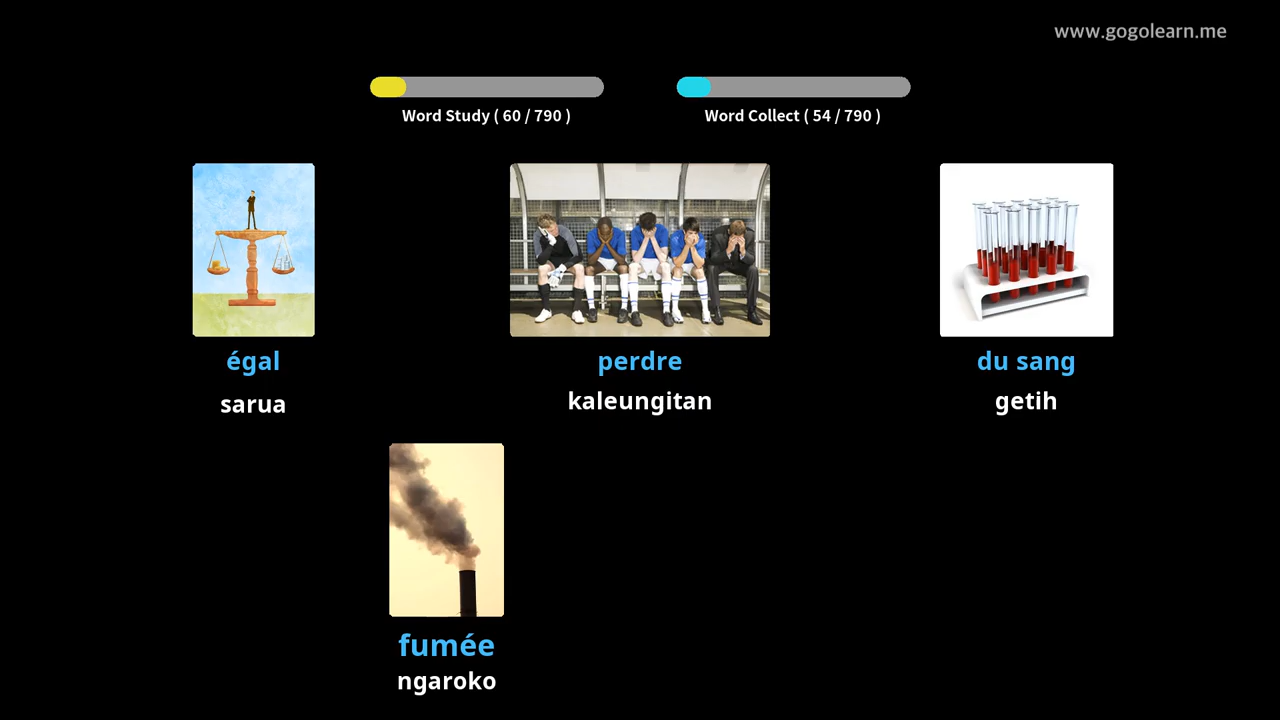 www.gogolearn.me
Word Study ( 60 / 790 )
Word Collect ( 54 / 790 )
égal
sarua
perdre
kaleungitan
du sang
getih
fumée
ngaroko